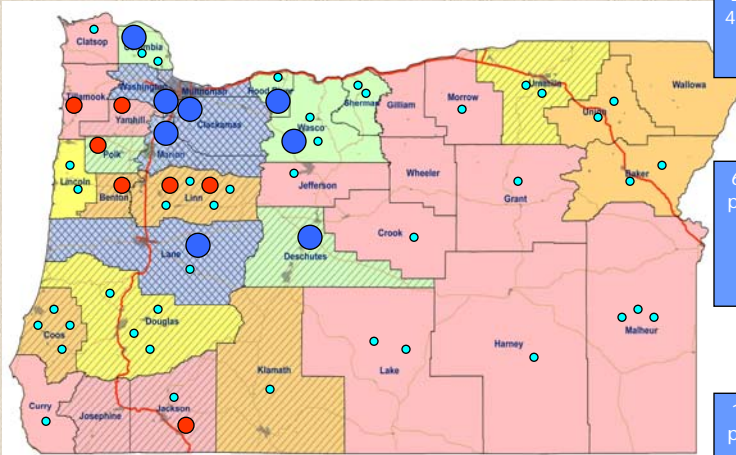 4
Clatsop
Washington
Multnomah
Hood River
Umatilla
Wallowa
Tillamook
Yamhill
Clackamas
Sherman
Gilliam
Morrow
Union
Wasco
Polk
Marion
Wheeler
Baker
Lincoln
Benton
Linn
Jefferson
Grant
Crook
Lane
Deschutes
Douglas
Coos
Malheur
Harney
Klamath
Lake
Curry
Josephine
Jackson
p
p